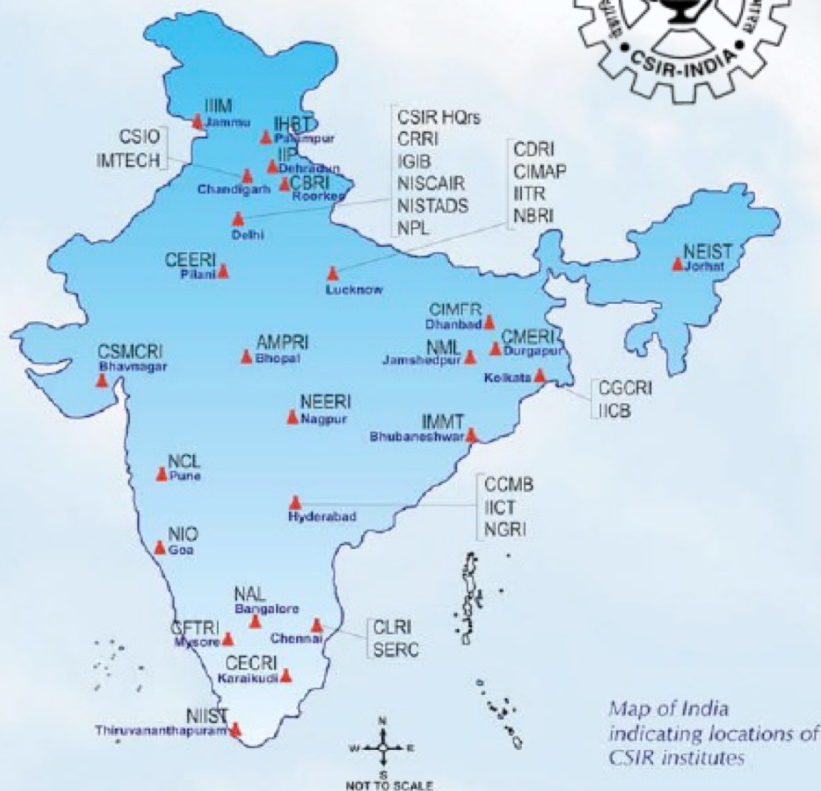 CSIR-INDIA
IIIM
Jammu
IHBT
Palampur
CSIO
IMTECH
Chandigarh
IIP
Dehradun
CBRI
Roorkee
CSIR HQrs
CRRI
IGIB
NISCAIR
NISTADS
NPL
Delhi
CDRI
CIMAP
IITR
NBRI
Lucknow
CEERI
Pilani
NEIST
Jorhat
CIMFR
Dhanbad
CMERI
Durgapur
NML
Jamshedpur
Kolkata
CGCRI
IICB
AMPRI
Bhopal
CSMCRI
Bhavnagar
NEERI
Nagpur
IMMT
Bhubaneshwar
NCL
Pune
CCMB
IICT
NGRI
Hyderabad
NIO
Goa
NAL
Bangalore
CFTRI
Mysore
Chennai
CLRI
SERC
CECRI
Karaikudi
NIIST
Thiruvananthapuram
N
W E
S
NOT TO SCALE
Map of India
indicating locations of
CSIR institutes